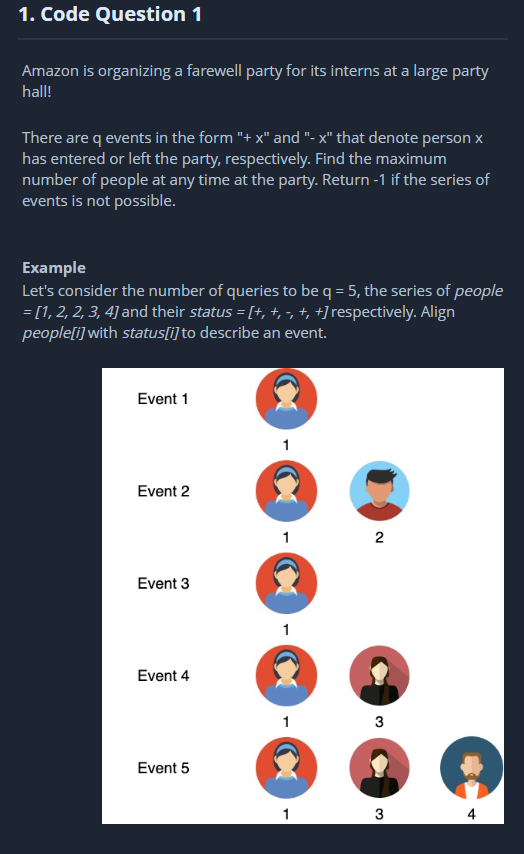 1. Code Question 1
Amazon is organizing a farewell party for its interns at a large party
hall!
There are q events in the form "+ x" and "- x" that denote person x
has entered or left the party, respectively. Find the maximum
number of people at any time at the party. Return -1 if the series of
events is not possible.
Example
Let's consider the number of queries to be q = 5, the series of people
= [1, 2, 2, 3, 4] and their status = [+, +, -, +, +] respectively. Align
people[i] with status[i] to describe an event.
Event 1
1
Event 2
1 2
Event 3
1
Event 4
1 3
Event 5
1 3 4